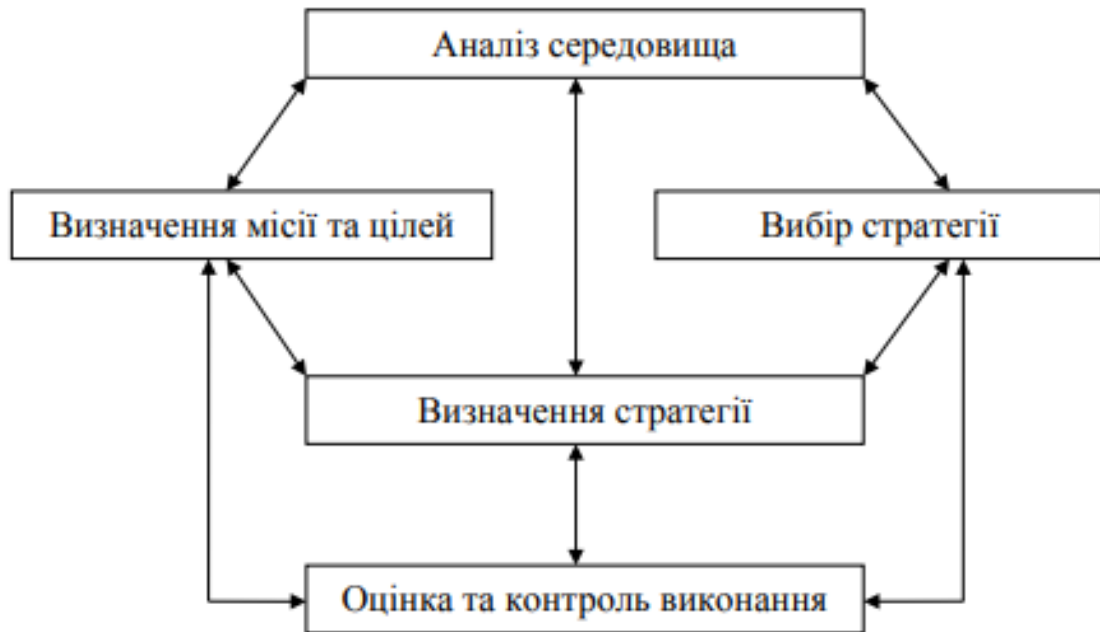 Аналіз середовища
Визначення місії та цілей
Вибір стратегії
Визначення стратегії
Оцінка та контроль виконання